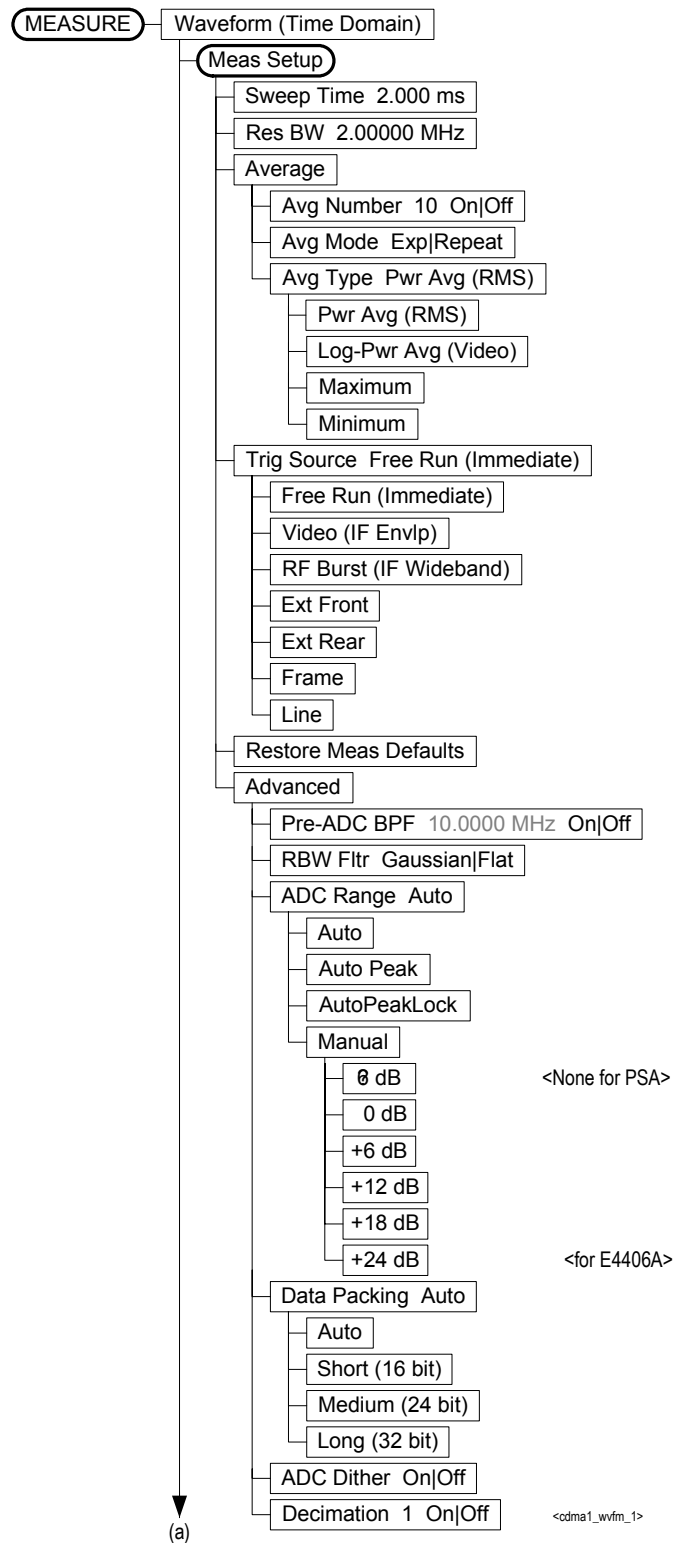 MEASURE Waveform (Time Domain)
Meas Setup
Sweep Time 2.000 ms
Res BW 2.00000 MHz
Average
Avg Number 10 On|Off
Avg Mode Exp|Repeat
Avg Type Pwr Avg (RMS)
Pwr Avg (RMS)
Log-Pwr Avg (Video)
Maximum
Minimum
Trig Source Free Run (Immediate)
Free Run (Immediate)
Video (IF Envlp)
RF Burst (IF Wideband)
Ext Front
Ext Rear
Frame
Line
Restore Meas Defaults
Advanced
Pre-ADC BPF 10.0000 MHz On|Off
RBW Fltr Gaussian|Flat
ADC Range Auto
Auto
Auto Peak
AutoPeakLock
Manual
dB <None for PSA>
0 dB
+6 dB
+12 dB
+18 dB
+24 dB <for E4406A>
Data Packing Auto
Auto
Short (16 bit)
Medium (24 bit)
Long (32 bit)
ADC Dither On|Off
Decimation 1 On|Off <cdma1_wvfm_1>
(a)